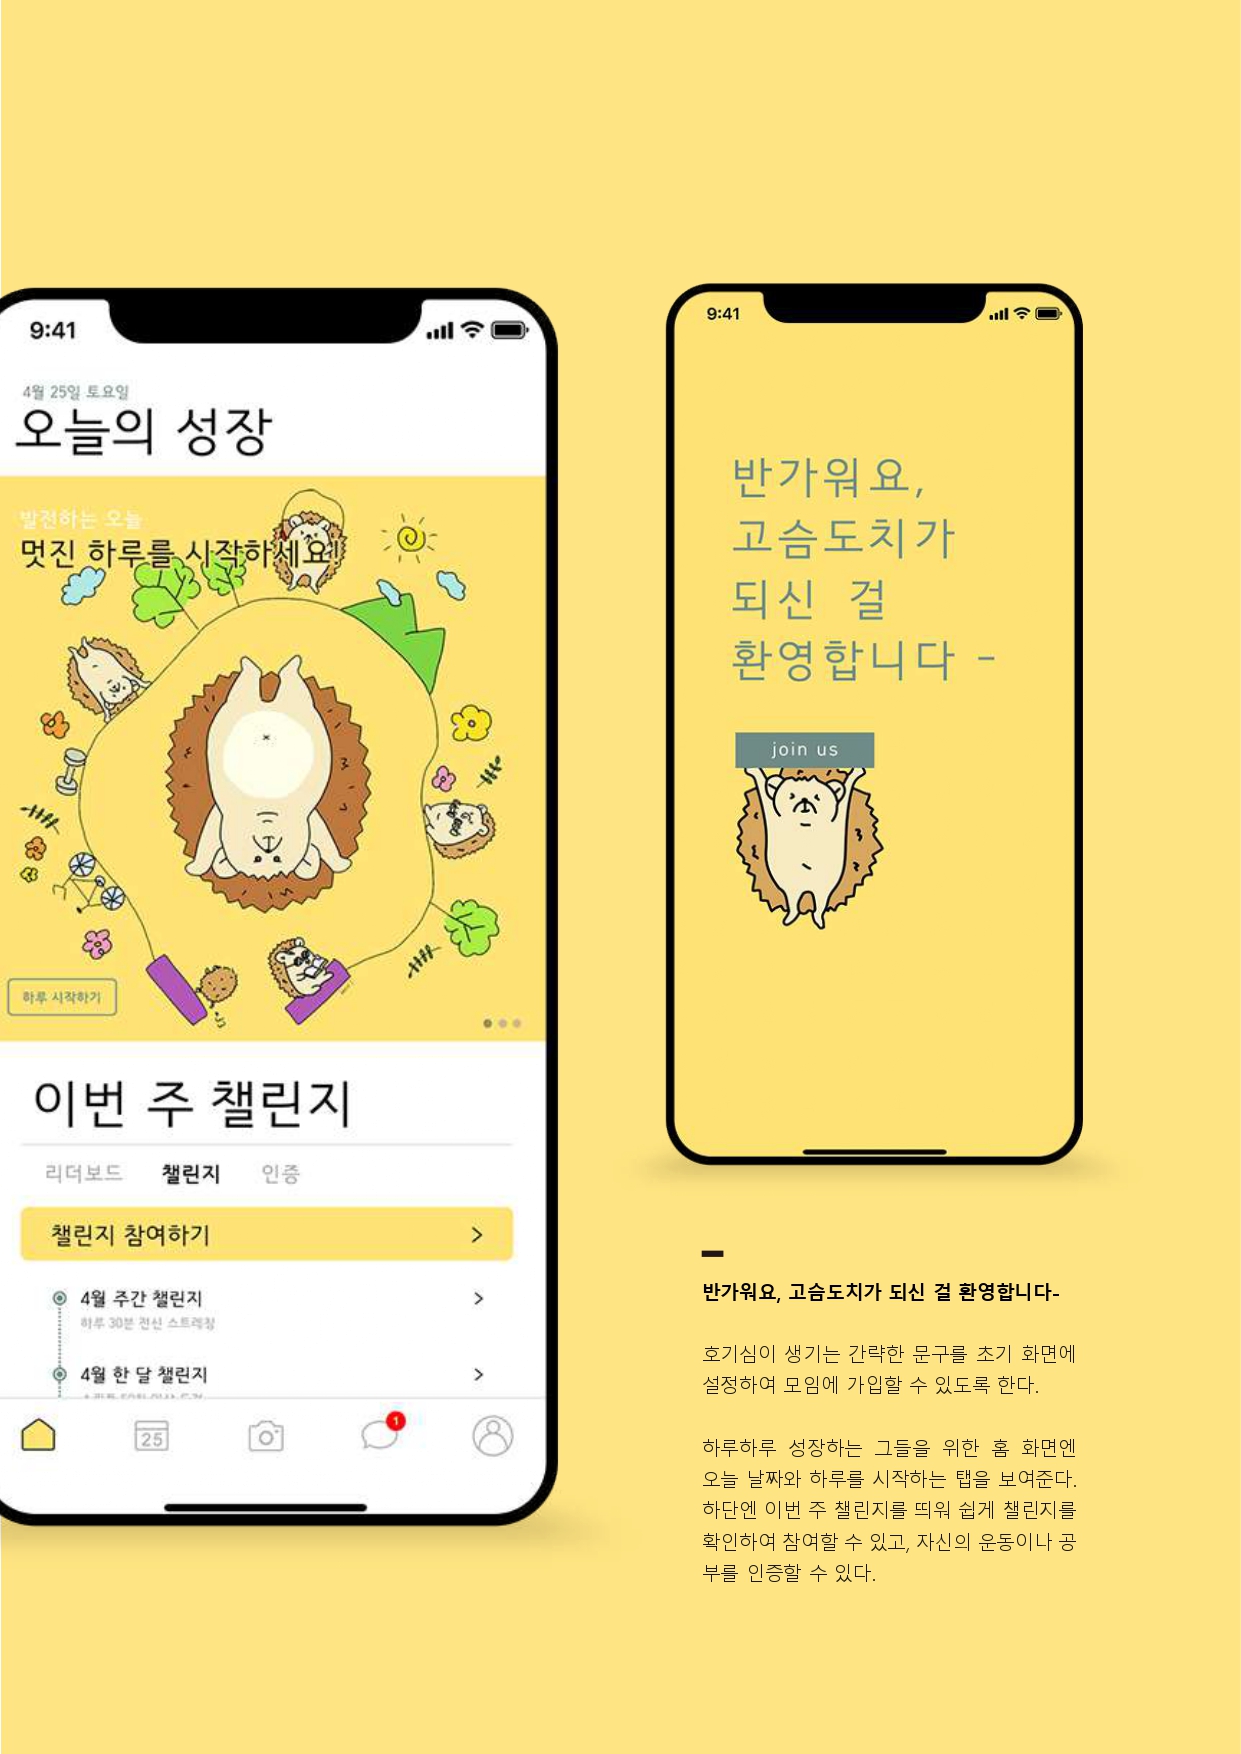 9:41
4월 25일 토요일
오늘의 성장
발전하는 오늘
멋진 하루를 시작하세요!
하루 시작하기
이번 주 챌린지
리더보드 챌린지 인증
챌린지 참여하기
4월 주간 챌린지
하루 30분 전신 스트레칭
4월 한 달 챌린지
25
1
9:41
반가워요,
고슴도치가
되신 걸
환영합니다 -
join us
반가워요, 고슴도치가 되신 걸 환영합니다-
호기심이 생기는 간략한 문구를 초기 화면에
설정하여 모임에 가입할 수 있도록 한다.
하루하루 성장하는 그들을 위한 홈 화면엔
오늘 날짜와 하루를 시작하는 탭을 보여준다.
하단엔 이번 주 챌린지를 띄워 쉽게 챌린지를
확인하여 참여할 수 있고, 자신의 운동이나 공
부를 인증할 수 있다.